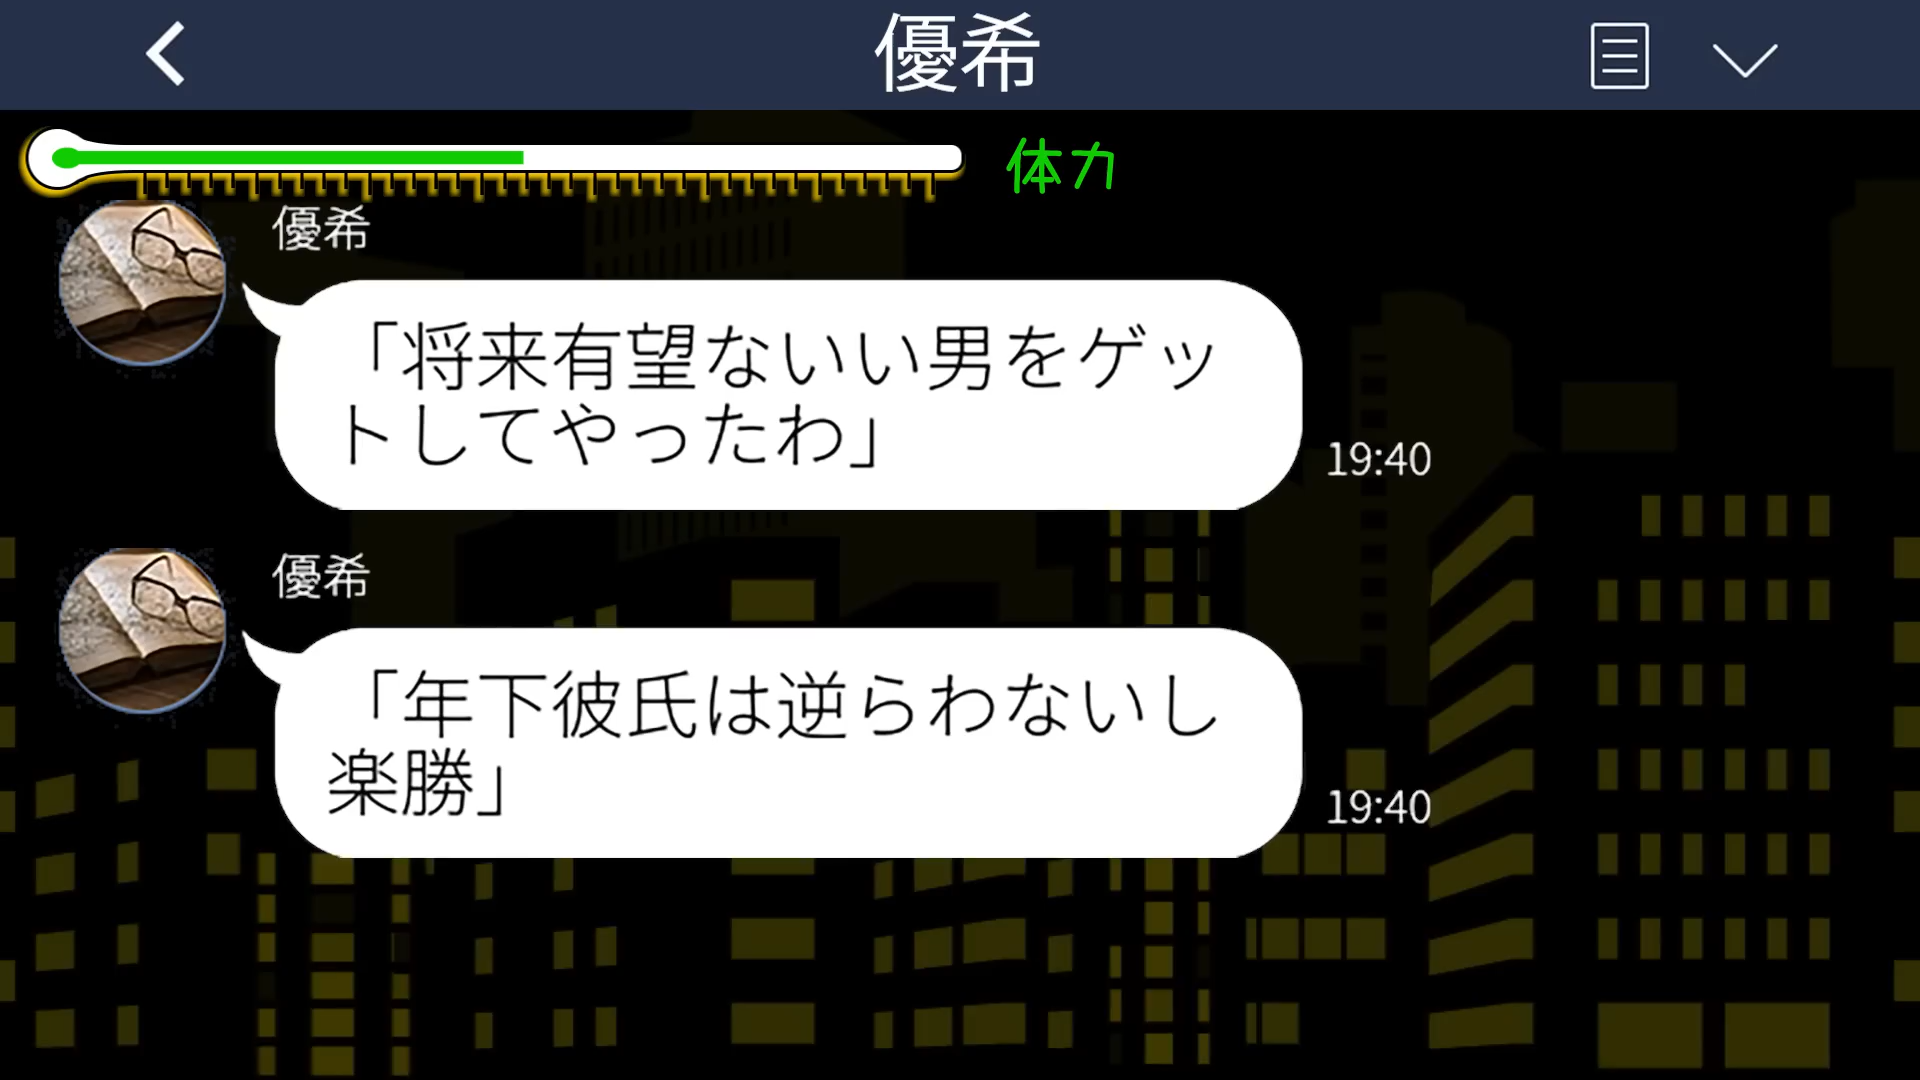 優希
体力
優希
「将来有望ないい男をゲッ
トしてやったわ」
19:40
優希
「年下彼氏は逆らわないし
楽勝」
19:40